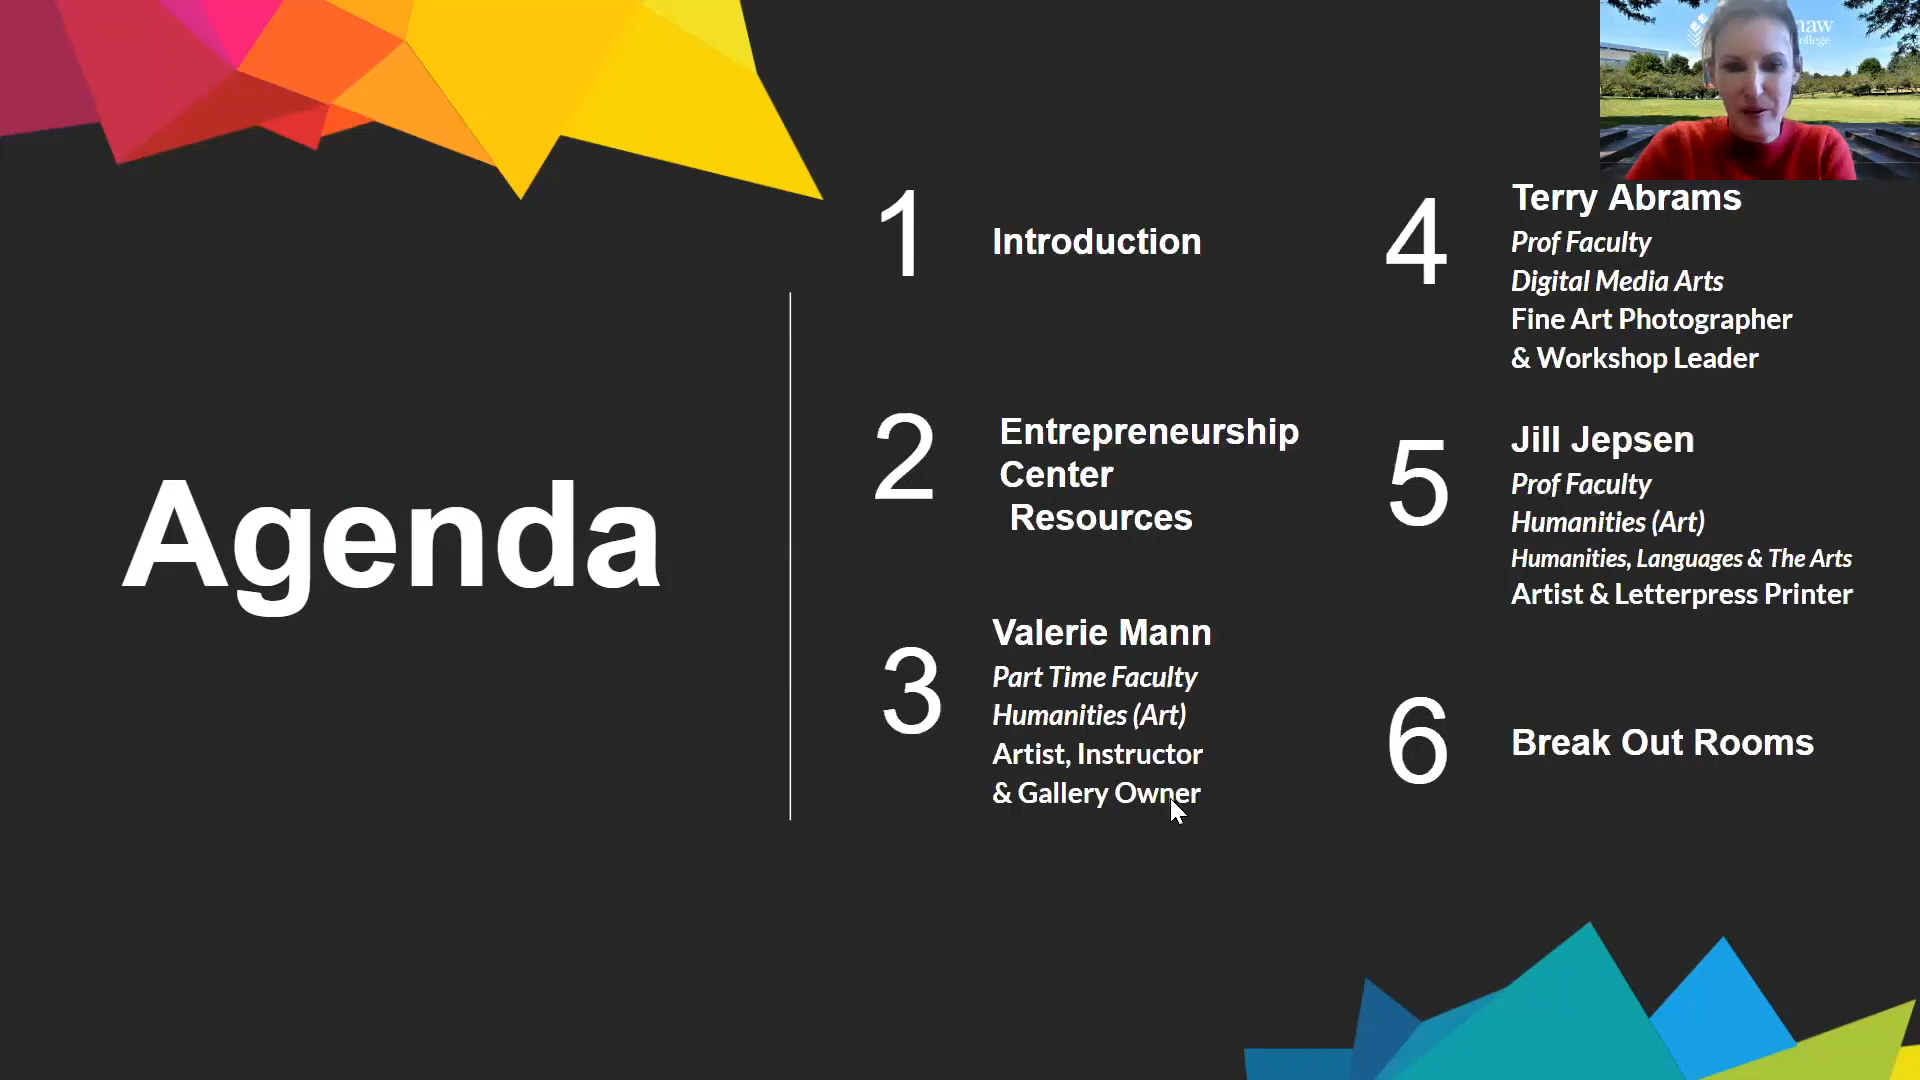 Agenda
1
Introduction
2
Entrepreneurship
Center
Resources
3
Valerie Mann
Part Time Faculty
Humanities (Art)
Artist, Instructor
& Gallery Owner
4
Terry Abrams
Prof Faculty
Digital Media Arts
Fine Art Photographer
& Workshop Leader
5
Jill Jepsen
Prof Faculty
Humanities (Art)
Humanities, Languages & The Arts
Artist & Letterpress Printer
6
Break Out Rooms